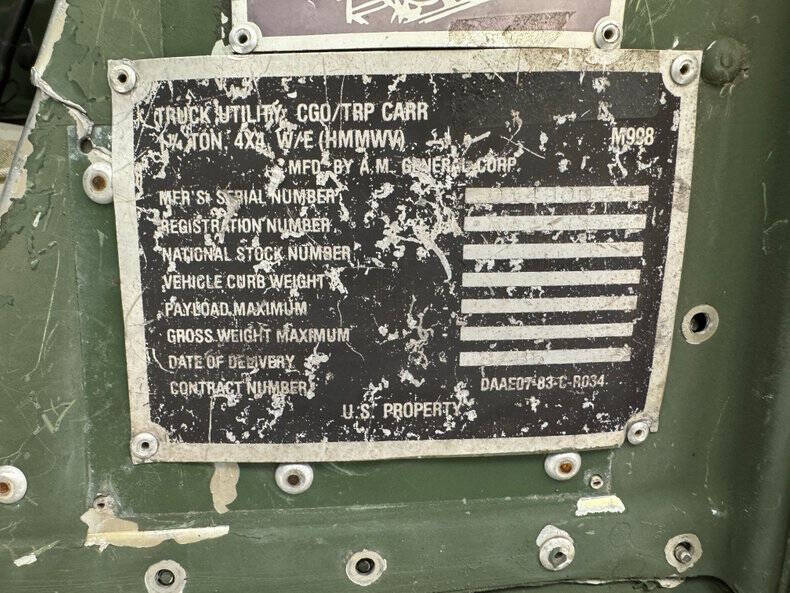 TRUCK UTILITY, CGO/TRP CARR
1¼ TON, 4X4, W/E (HMMWV) M998
MFD. BY A.M. GENERAL CORP.
MFR'S. SERIAL NUMBER
REGISTRATION NUMBER
NATIONAL STOCK NUMBER
VEHICLE CURB WEIGHT
PAYLOAD MAXIMUM
GROSS WEIGHT MAXIMUM
DATE OF DELIVERY
CONTRACT NUMBER DAAE07-83-C-R034
U.S. PROPERTY